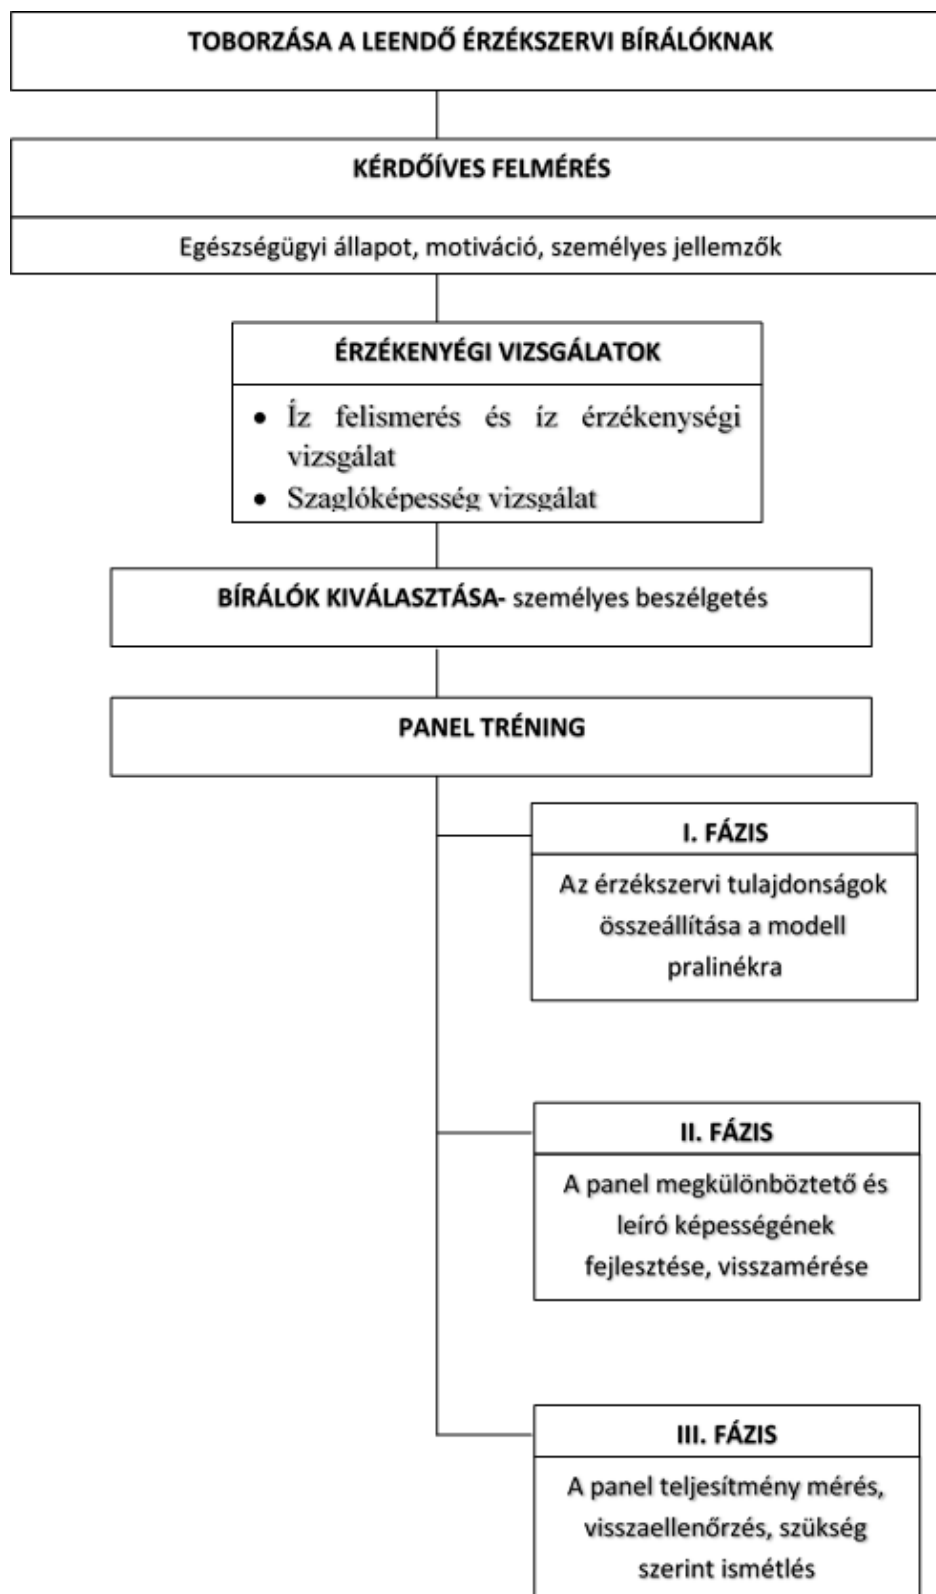 TOBORZÁSA A LEENDŐ ÉRZÉKSZERVI BÍRÁLÓKNAK
KÉRDŐÍVES FELMÉRÉS
Egészségügyi állapot, motiváció, személyes jellemzők
ÉRZÉKENYÉGI VIZSGÁLATOK
• Íz felismerés és íz érzékenységi
vizsgálat
• Szaglóképesség vizsgálat
BÍRÁLÓK KIVÁLASZTÁSA- személyes beszélgetés
PANEL TRÉNING
I. FÁZIS
Az érzékszervi tulajdonságok
összeállítása a modell
pralinékra
II. FÁZIS
A panel megkülönböztető és
leíró képességének
fejlesztése, visszamérése
III. FÁZIS
A panel teljesítmény mérés,
visszaellenőrzés, szükség
szerint ismétlés